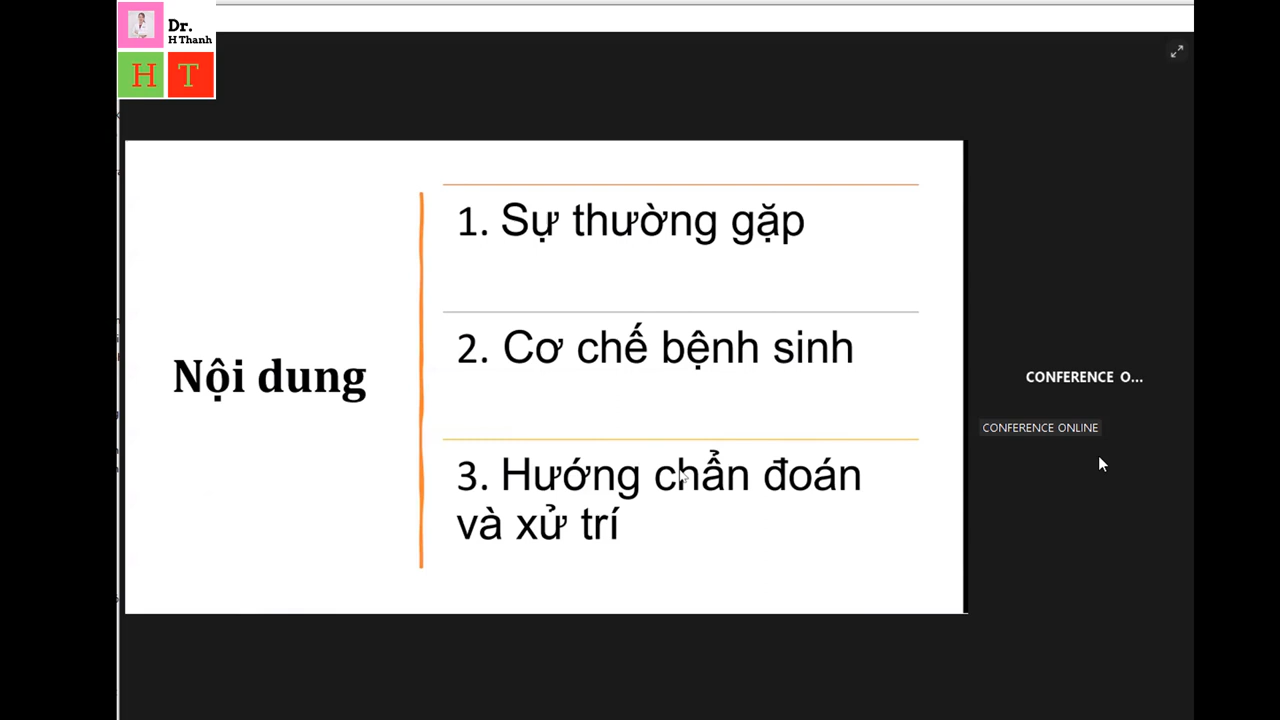 Dr.
H Thanh
H T
1. Sự thường gặp
2. Cơ chế bệnh sinh
Nội dung
3. Hướng chẩn đoán
và xử trí
CONFERENCE O...
CONFERENCE ONLINE